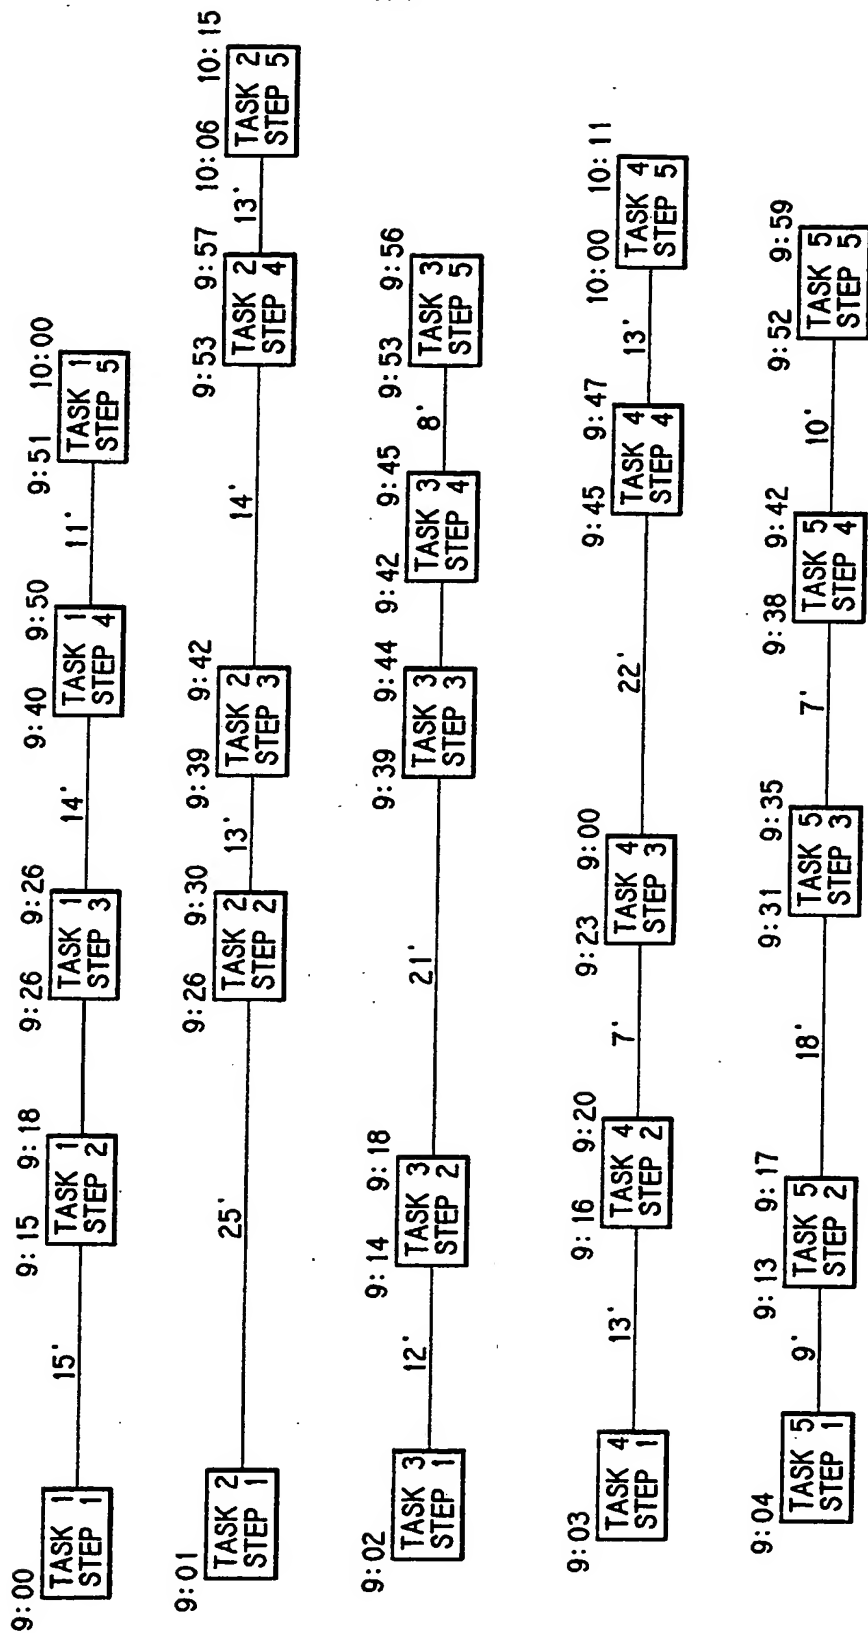 9:00
TASK 1
STEP 1
15'
9:15 9:18
TASK 1
STEP 2
9:26 9:26
TASK 1
STEP 3
14'
9:40 9:50
TASK 1
STEP 4
11'
9:51 10:00
TASK 1
STEP 5
9:01
TASK 2
STEP 1
25'
9:26 9:30
TASK 2
STEP 2
13'
9:39 9:42
TASK 2
STEP 3
14'
9:53 9:57
TASK 2
STEP 4
13'
10:06 10:15
TASK 2
STEP 5
9:02
TASK 3
STEP 1
12'
9:14 9:18
TASK 3
STEP 2
21'
9:39 9:44
TASK 3
STEP 3
9:42 9:45
TASK 3
STEP 4
8'
9:53 9:56
TASK 3
STEP 5
9:03
TASK 4
STEP 1
13'
9:16 9:20
TASK 4
STEP 2
7'
9:23 9:00
TASK 4
STEP 3
22'
9:45 9:47
TASK 4
STEP 4
13'
10:00 10:11
TASK 4
STEP 5
9:04
TASK 5
STEP 1
9'
9:13 9:17
TASK 5
STEP 2
18'
9:31 9:35
TASK 5
STEP 3
7'
9:38 9:42
TASK 5
STEP 4
10'
9:52 9:59
TASK 5
STEP 5